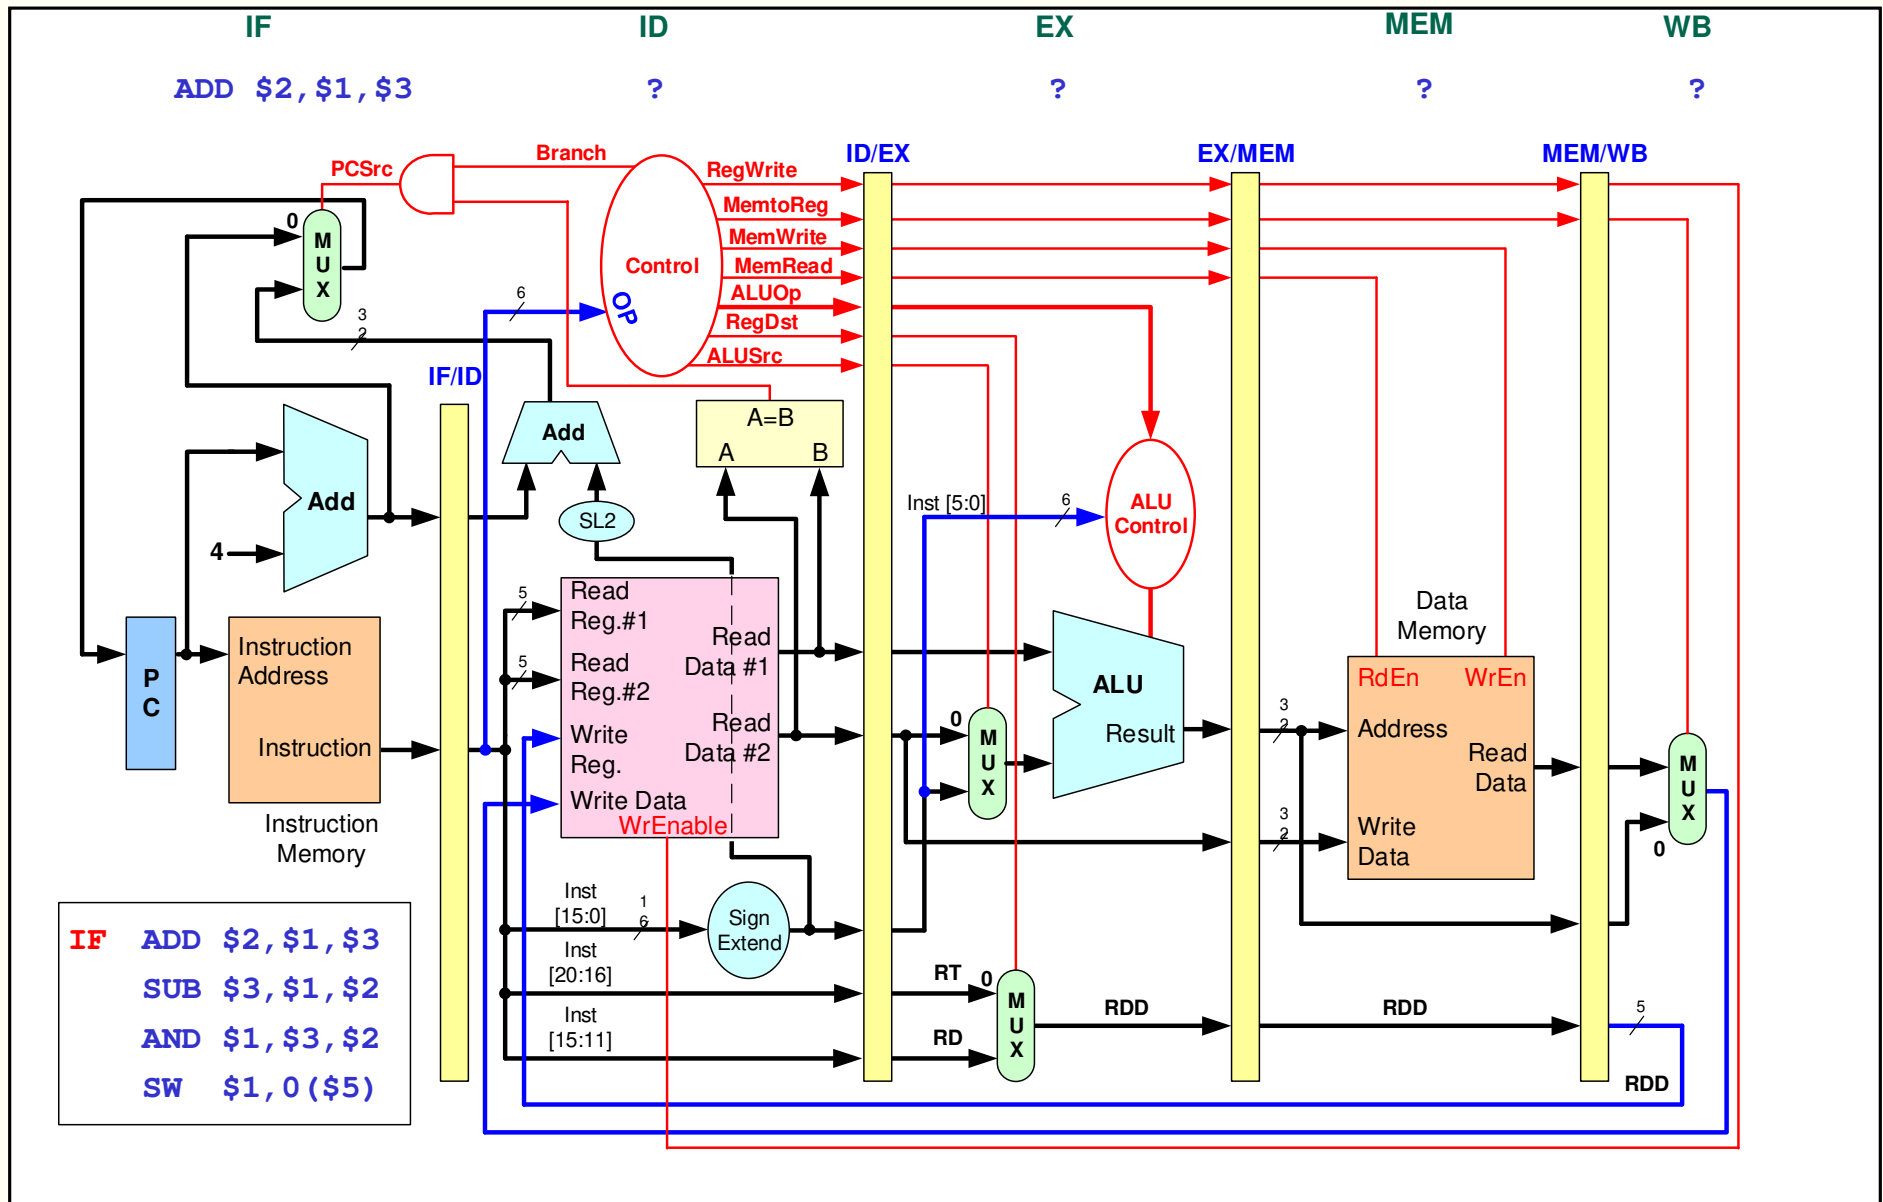 IF ID EX MEM WB
ADD $2,$1,$3 ? ? ? ?
ID/EX EX/MEM MEM/WB
PCSrc
Branch
RegWrite
MemtoReg
MemWrite
MemRead
ALUOp
RegDst
ALUSrc
Control
OP
6
0
M
U
X
3
2
IF/ID
Add
4
Add
SL2
A=B
A B
Inst [5:0]
6
ALU
Control
P
C
Instruction
Address
Instruction
Instruction
Memory
5
Read
Reg.#1
5
Read
Reg.#2
Write
Reg.
Write Data
WrEnable
Read
Data #1
Read
Data #2
0
M
U
X
ALU
Result
3
2
3
2
Data
Memory
RdEn WrEn
Address
Read
Data
Write
Data
M
U
X
0
Inst
[15:0]
1
6
Sign
Extend
Inst
[20:16]
Inst
[15:11]
RT
RD
0
M
U
X
RDD
RDD
5
RDD
IF ADD $2,$1,$3
SUB $3,$1,$2
AND $1,$3,$2
SW $1,0($5)